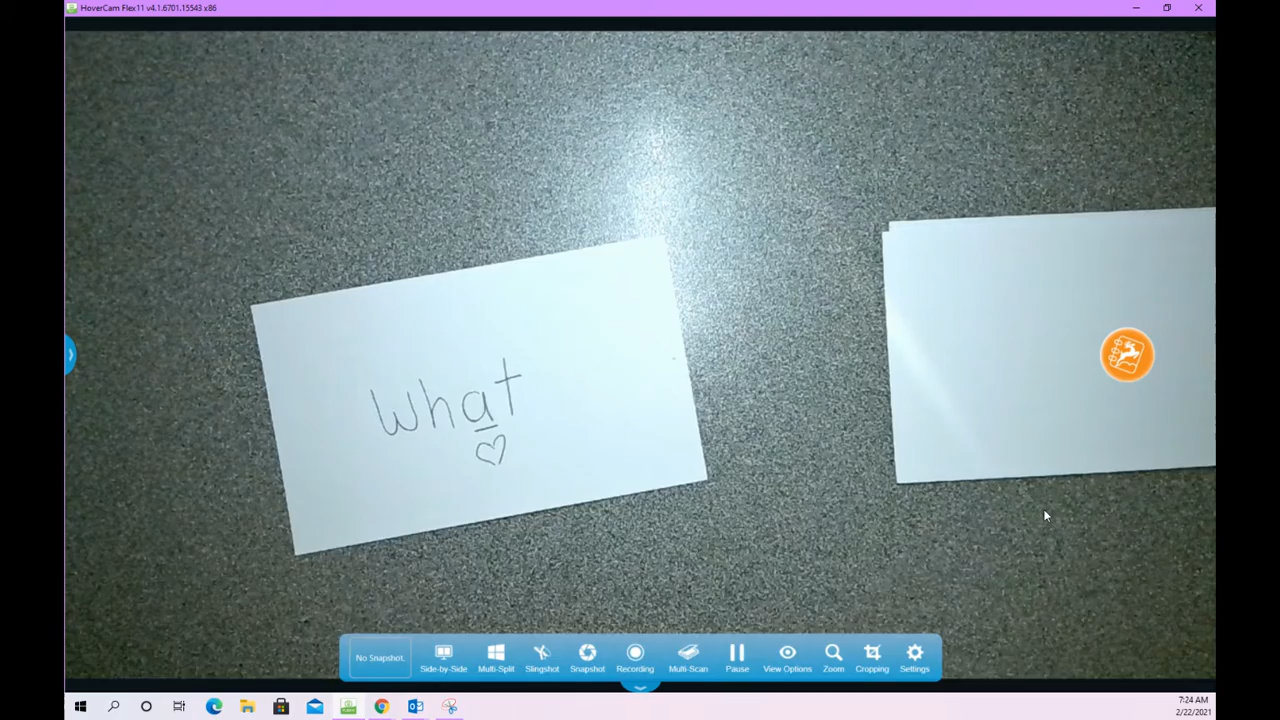 HoverCam Flex11 v4.1.6701.15543 x86
What
No Snapshot.
Side-by-Side
Multi-Split
Slingshot
Snapshot
Recording
Multi-Scan
Pause
View Options
Zoom
Cropping
Settings
7:24 AM
2/22/2021